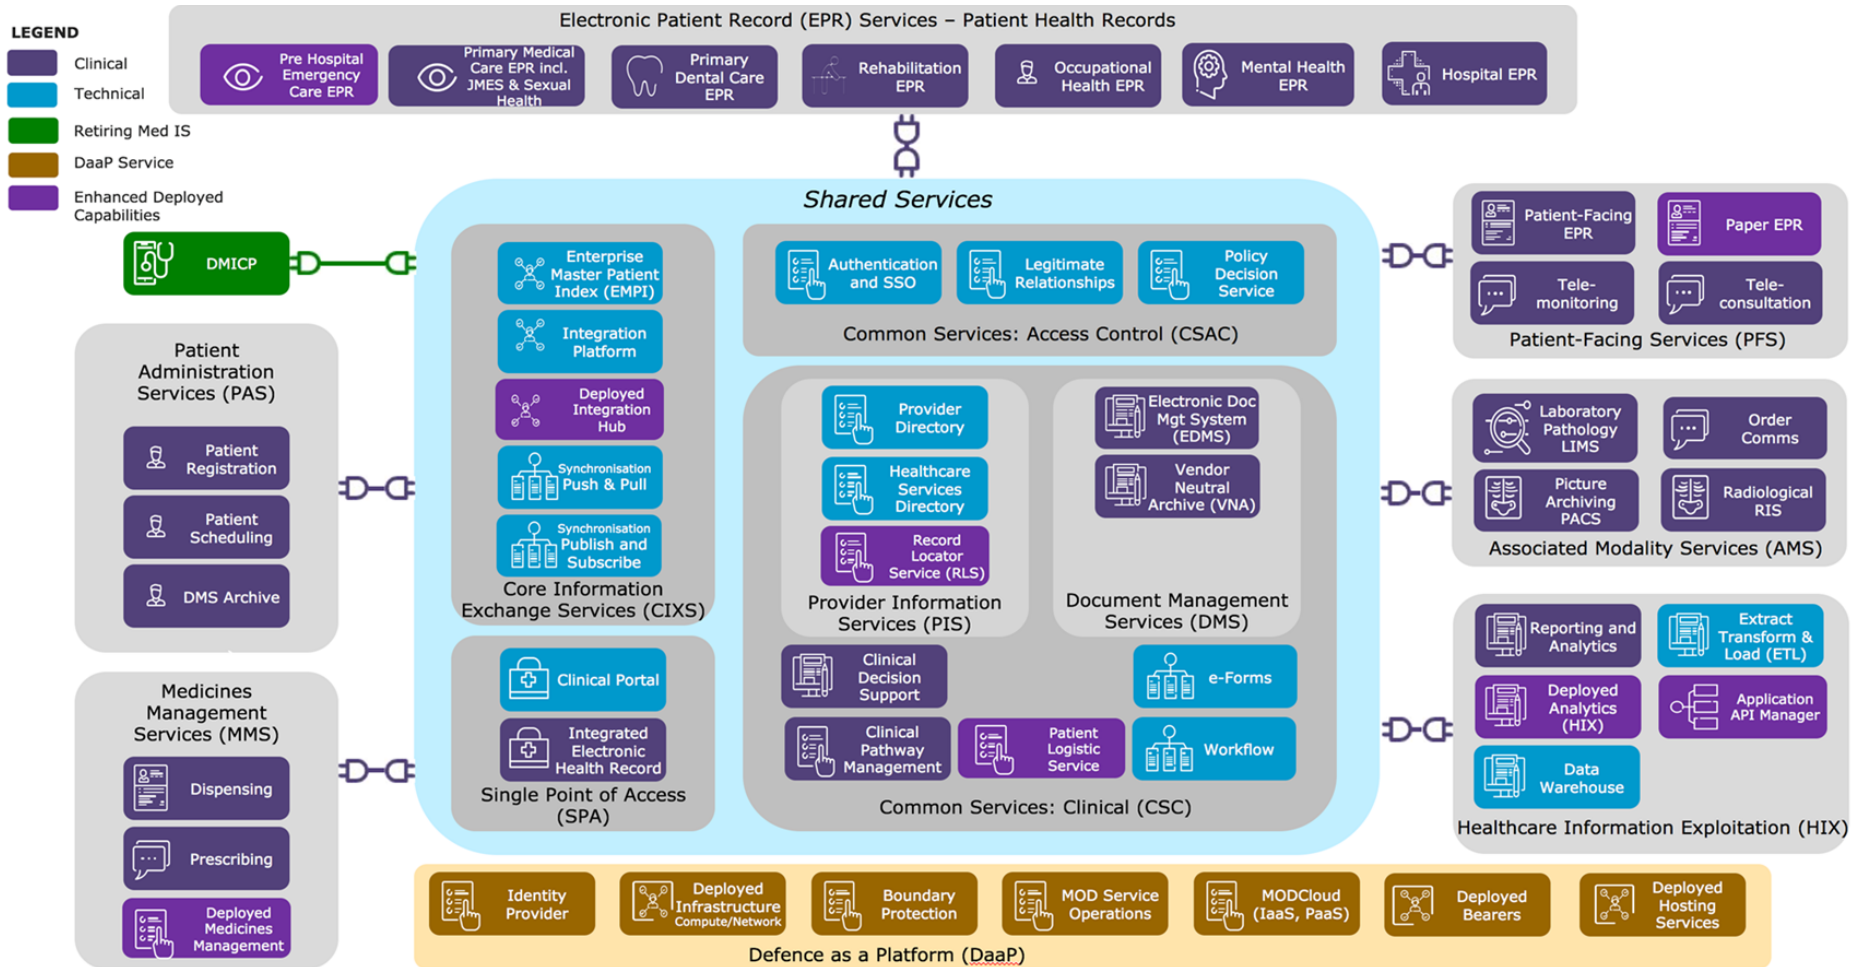 Electronic Patient Record (EPR) Services – Patient Health Records
LEGEND
Clinical
Technical
Retiring Med IS
DaaP Service
Enhanced Deployed
Capabilities
Pre Hospital
Emergency
Care EPR
Primary Medical
Care EPR incl.
JMES & Sexual
Health
Primary
Dental Care
EPR
Rehabilitation
EPR
Occupational
Health EPR
Mental Health
EPR
Hospital EPR
Shared Services
DMICP
Patient
Administration
Services (PAS)
Patient
Registration
Patient
Scheduling
DMS Archive
Medicines
Management
Services (MMS)
Dispensing
Prescribing
Deployed
Medicines
Management
Enterprise
Master Patient
Index (EMPI)
Integration
Platform
Deployed
Integration
Hub
Synchronisation
Push & Pull
Synchronisation
Publish and
Subscribe
Core Information
Exchange Services (CIXS)
Clinical Portal
Integrated
Electronic
Health Record
Single Point of Access
(SPA)
Authentication
and SSO
Legitimate
Relationships
Policy
Decision
Service
Common Services: Access Control (CSAC)
Provider
Directory
Healthcare
Services
Directory
Record
Locator
Service (RLS)
Provider Information
Services (PIS)
Electronic Doc
Mgt System
(EDMS)
Vendor
Neutral
Archive (VNA)
Document Management
Services (DMS)
Clinical
Decision
Support
e-Forms
Clinical
Pathway
Management
Patient
Logistic
Service
Workflow
Common Services: Clinical (CSC)
Patient-Facing
EPR
Paper EPR
Tele-
monitoring
Tele-
consultation
Patient-Facing Services (PFS)
Laboratory
Pathology
LIMS
Order
Comms
Picture
Archiving
PACS
Radiological
RIS
Associated Modality Services (AMS)
Reporting and
Analytics
Extract
Transform &
Load (ETL)
Deployed
Analytics
(HIX)
Application
API Manager
Data
Warehouse
Healthcare Information Exploitation (HIX)
Identity
Provider
Deployed
Infrastructure
Compute/Network
Boundary
Protection
MOD Service
Operations
MODCloud
(IaaS, PaaS)
Deployed
Bearers
Deployed
Hosting
Services
Defence as a Platform (DaaP)